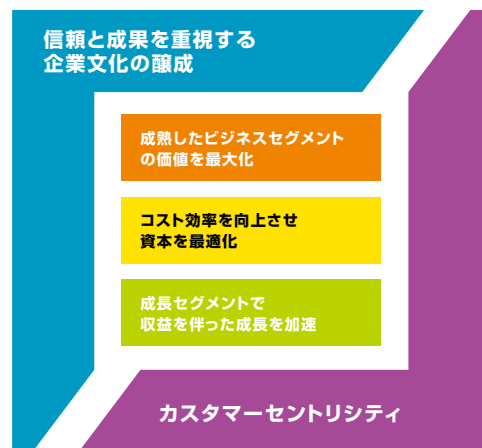 信頼と成果を重視する
企業文化の醸成
成熟したビジネスセグメント
の価値を最大化
コスト効率を向上させ
資本を最適化
成長セグメントで
収益を伴った成長を加速
カスタマーセントリシティ